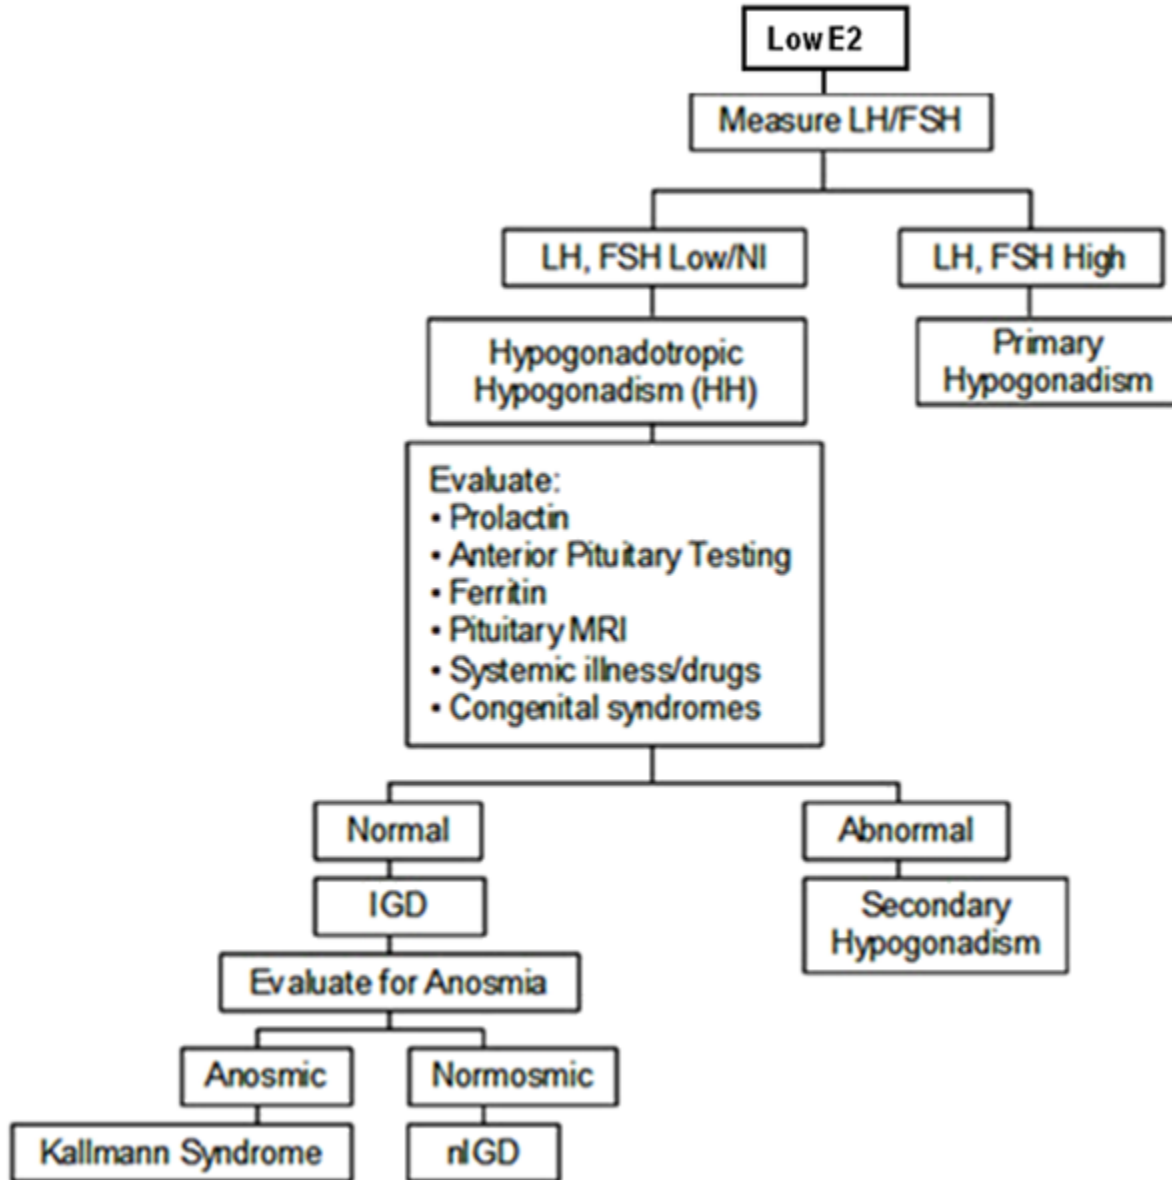 Low E2
Measure LH/FSH
LH, FSH Low/Nl
LH, FSH High
Hypogonadotropic
Hypogonadism (HH)
Primary
Hypogonadism
Evaluate:
• Prolactin
• Anterior Pituitary Testing
• Ferritin
• Pituitary MRI
• Systemic illness/drugs
• Congenital syndromes
Normal
Abnormal
IGD
Secondary
Hypogonadism
Evaluate for Anosmia
Anosmic
Normosmic
Kallmann Syndrome
nIGD